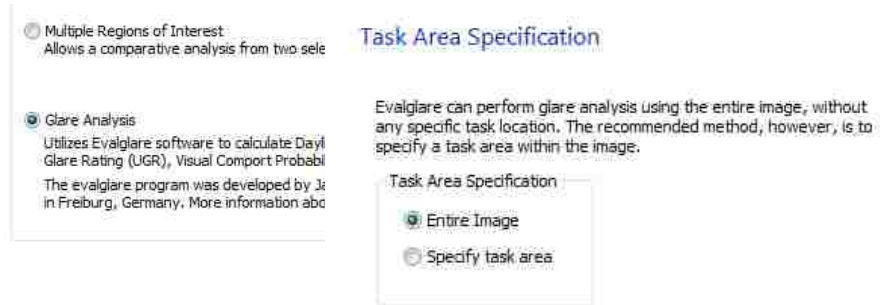 Multiple Regions of Interest
Allows a comparative analysis from two sele
Glare Analysis
Utilizes Evalglare software to calculate Dayl
Glare Rating (UGR), Visual Comport Probabil
The evalglare program was developed by Ja
in Freiburg, Germany. More information abo
Task Area Specification
Evalglare can perform glare analysis using the entire image, without
any specific task location. The recommended method, however, is to
specify a task area within the image.
Task Area Specification
Entire Image
Specify task area